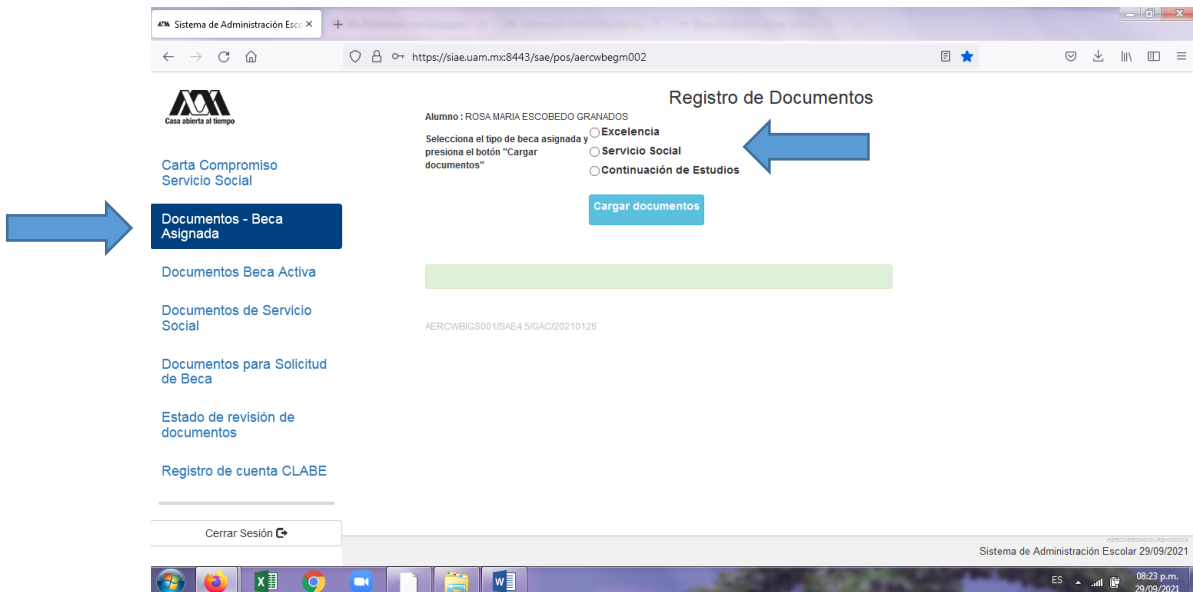 Sistema de Administración Esco
https://siae.uam.mx:8443/sae/pos/aercwbegm002
Casa abierta al tiempo
Carta Compromiso
Servicio Social
Documentos - Beca
Asignada
Documentos Beca Activa
Documentos de Servicio
Social
Documentos para Solicitud
de Beca
Estado de revisión de
documentos
Registro de cuenta CLABE
Cerrar Sesión
Registro de Documentos
Alumno : ROSA MARIA ESCOBEDO GRANADOS
Selecciona el tipo de beca asignada y
presiona el botón "Cargar
documentos"
Excelencia
Servicio Social
Continuación de Estudios
Cargar documentos
AERCWBIGS001/SAE4.5/GAC/20210126
Sistema de Administración Escolar 29/09/2021
ES
08:23 p.m.
29/09/2021